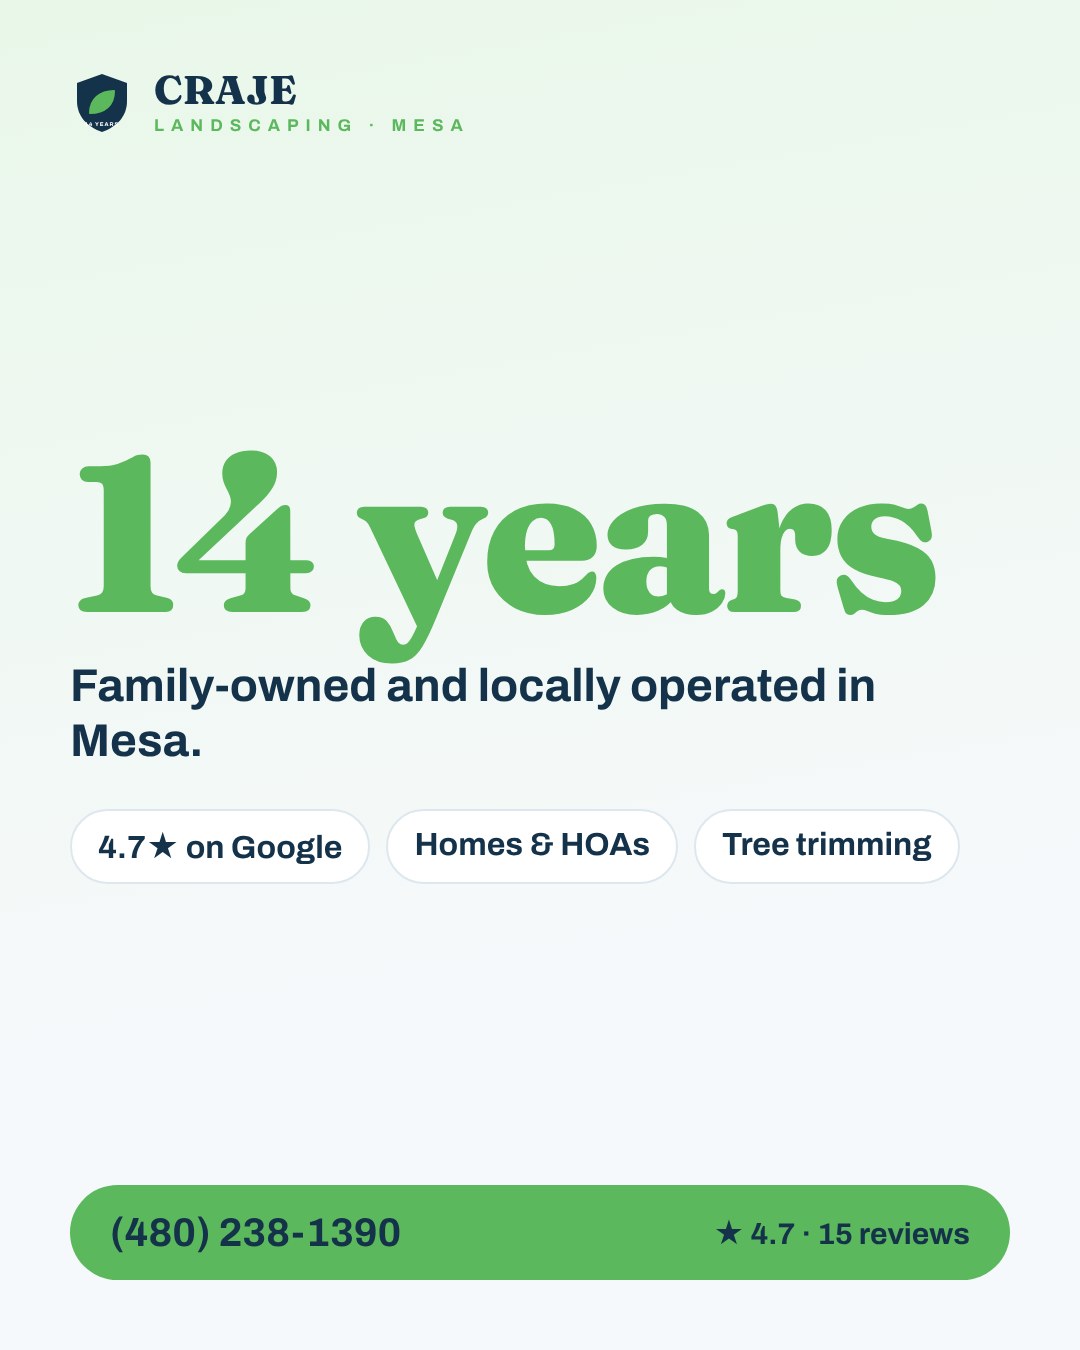 CRAJE
LANDSCAPING · MESA
14 years
Family-owned and locally operated in
Mesa.
4.7★ on Google
Homes & HOAs
Tree trimming
(480) 238-1390
★ 4.7 · 15 reviews